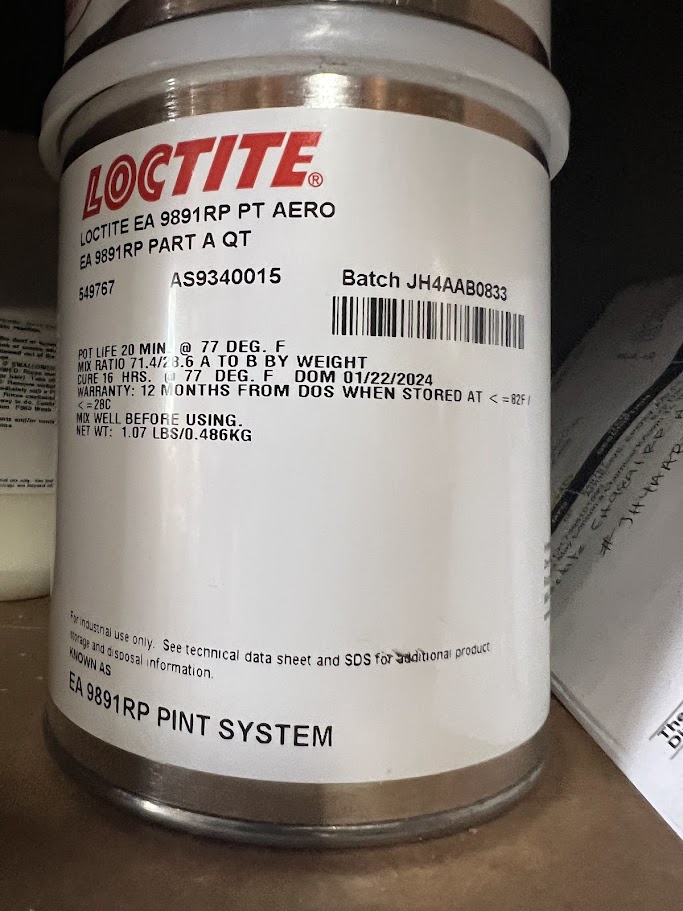 LOCTITE®
LOCTITE EA 9891RP PT AERO
EA 9891RP PART A QT
549767 AS9340015 Batch JH4AAB0833
POT LIFE 20 MIN. @ 77 DEG. F
MIX RATIO 71.4/28.6 A TO B BY WEIGHT
CURE 16 HRS. @ 77 DEG. F DOM 01/22/2024
WARRANTY: 12 MONTHS FROM DOS WHEN STORED AT <=82F/
<=28C
MIX WELL BEFORE USING.
NET WT: 1.07 LBS/0.486KG
For industrial use only. See technical data sheet and SDS for additional product
storage and disposal information.
KNOWN AS
EA 9891RP PINT SYSTEM
The